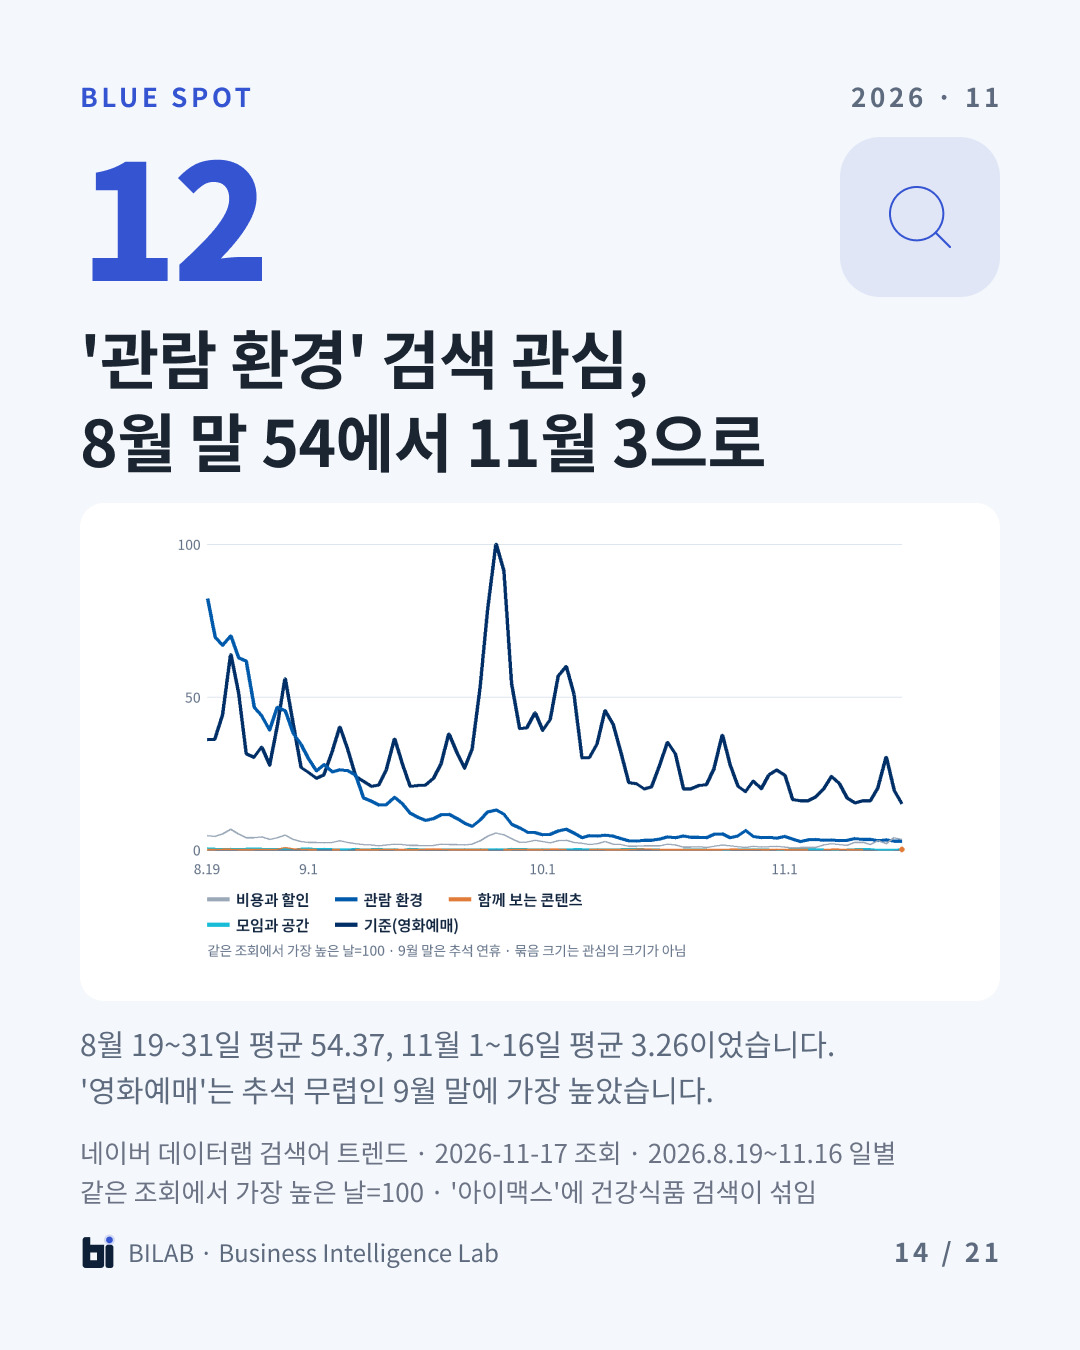 BLUE SPOT
2026 · 11
12
'관람 환경' 검색 관심,
8월 말 54에서 11월 3으로
100
50
0
8.19 9.1 10.1 11.1
비용과 할인 관람 환경 함께 보는 콘텐츠
모임과 공간 기준(영화예매)
같은 조회에서 가장 높은 날=100 · 9월 말은 추석 연휴 · 묶음 크기는 관심의 크기가 아님
8월 19~31일 평균 54.37, 11월 1~16일 평균 3.26이었습니다.
'영화예매'는 추석 무렵인 9월 말에 가장 높았습니다.
네이버 데이터랩 검색어 트렌드 · 2026-11-17 조회 · 2026.8.19~11.16 일별
같은 조회에서 가장 높은 날=100 · '아이맥스'에 건강식품 검색이 섞임
bi BILAB · Business Intelligence Lab
14 / 21